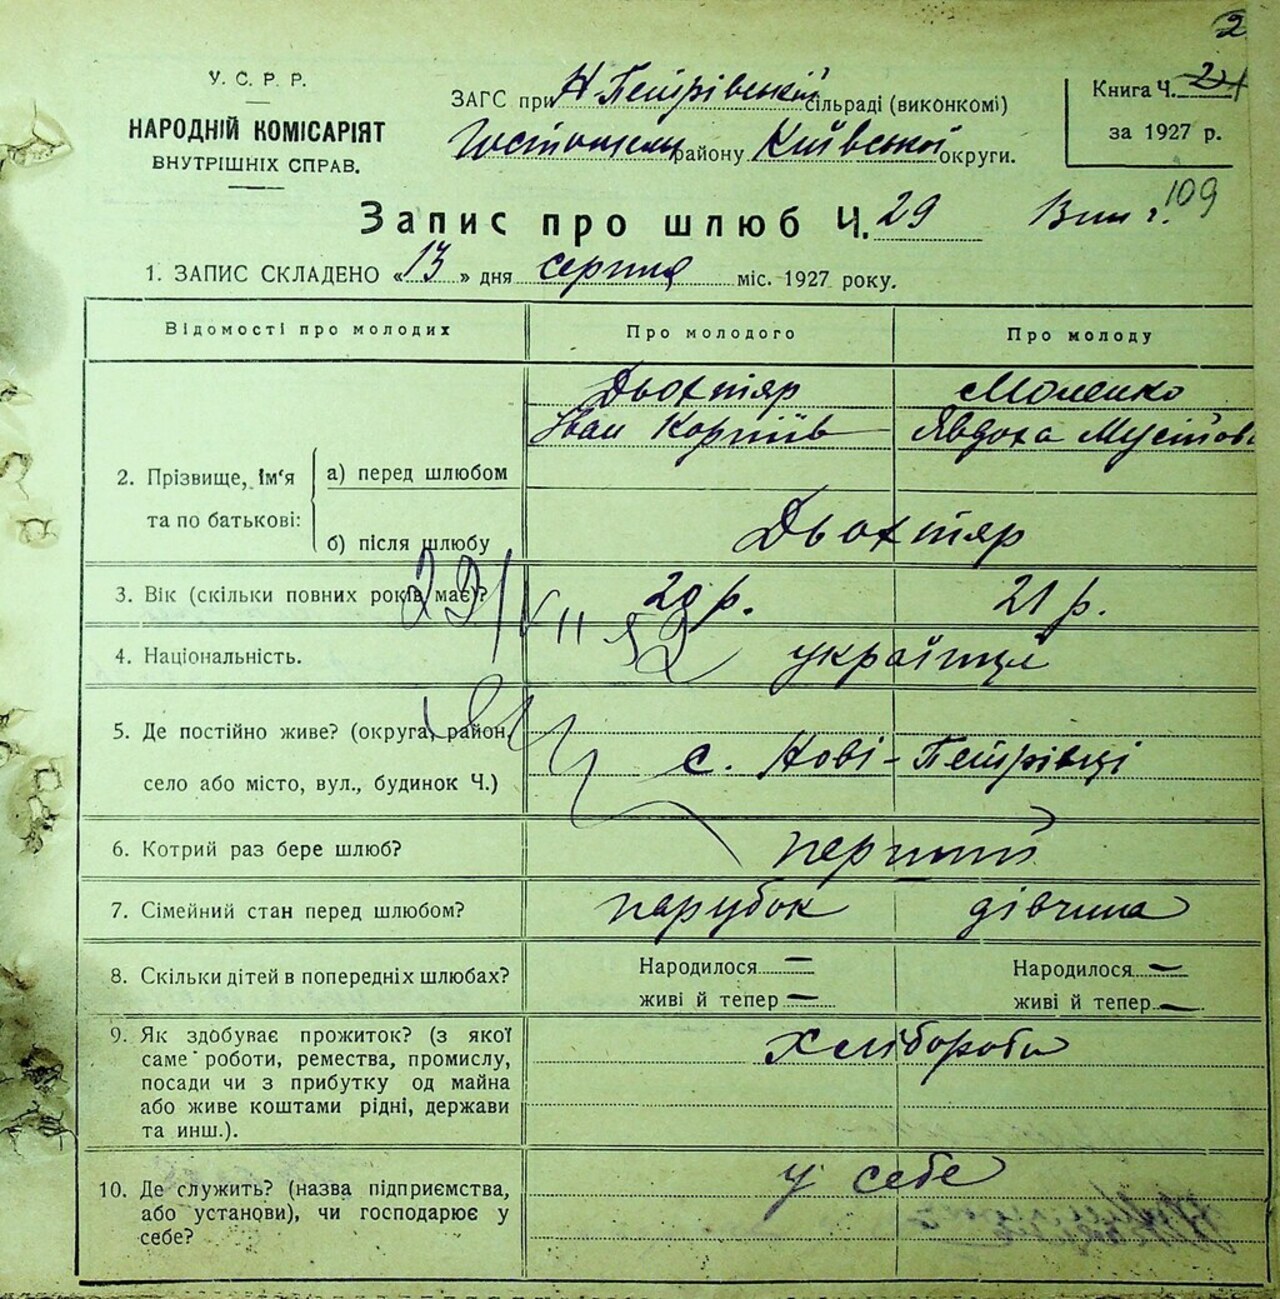 2
У. С. Р. Р.
НАРОДНІЙ КОМІСАРІЯТ
ВНУТРІШНІХ СПРАВ.
ЗАГС при Н-Петрівській сільраді (виконкомі)
району Київської округи.
Книга Ч. 
за 1927 р.
109
Запис про шлюб Ч. 29
1. ЗАПИС СКЛАДЕНО « 13 » дня серпня міс. 1927 року.
Відомості про молодих Про молодого Про молоду
Дьохтяр Моленко
Іван Корніїв Явдоха
2. Прізвище, ім‘я та по батькові:
а) перед шлюбом
б) після шлюбу Дьохтяр
3. Вік (скільки повних років має)? 20 р. 21 р.
4. Національність. українці
5. Де постійно живе? (округа, район,
село або місто, вул., будинок Ч.) с. Нові-Петрівці
6. Котрий раз бере шлюб? перший
7. Сімейний стан перед шлюбом? парубок дівчина
8. Скільки дітей в попередніх шлюбах? Народилося — Народилося —
живі й тепер — живі й тепер —
9. Як здобуває прожиток? (з якої Хлібороби
саме роботи, ремества, промислу,
посади чи з прибутку од майна
або живе коштами рідні, держави
та инш.).
10. Де служить? (назва підприємства, у себе
або установи), чи господарює у
себе?